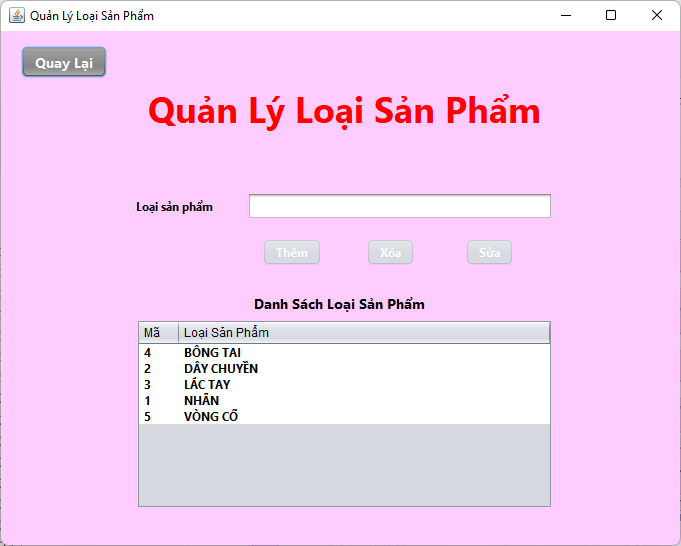 Quản Lý Loại Sản Phẩm
Quay Lại
Quản Lý Loại Sản Phẩm
Loại sản phẩm
Thêm Xóa Sửa
Danh Sách Loại Sản Phẩm
Mã Loại Sản Phẩm
4 BÔNG TAI
2 DÂY CHUYỀN
3 LẮC TAY
1 NHẪN
5 VÒNG CỔ